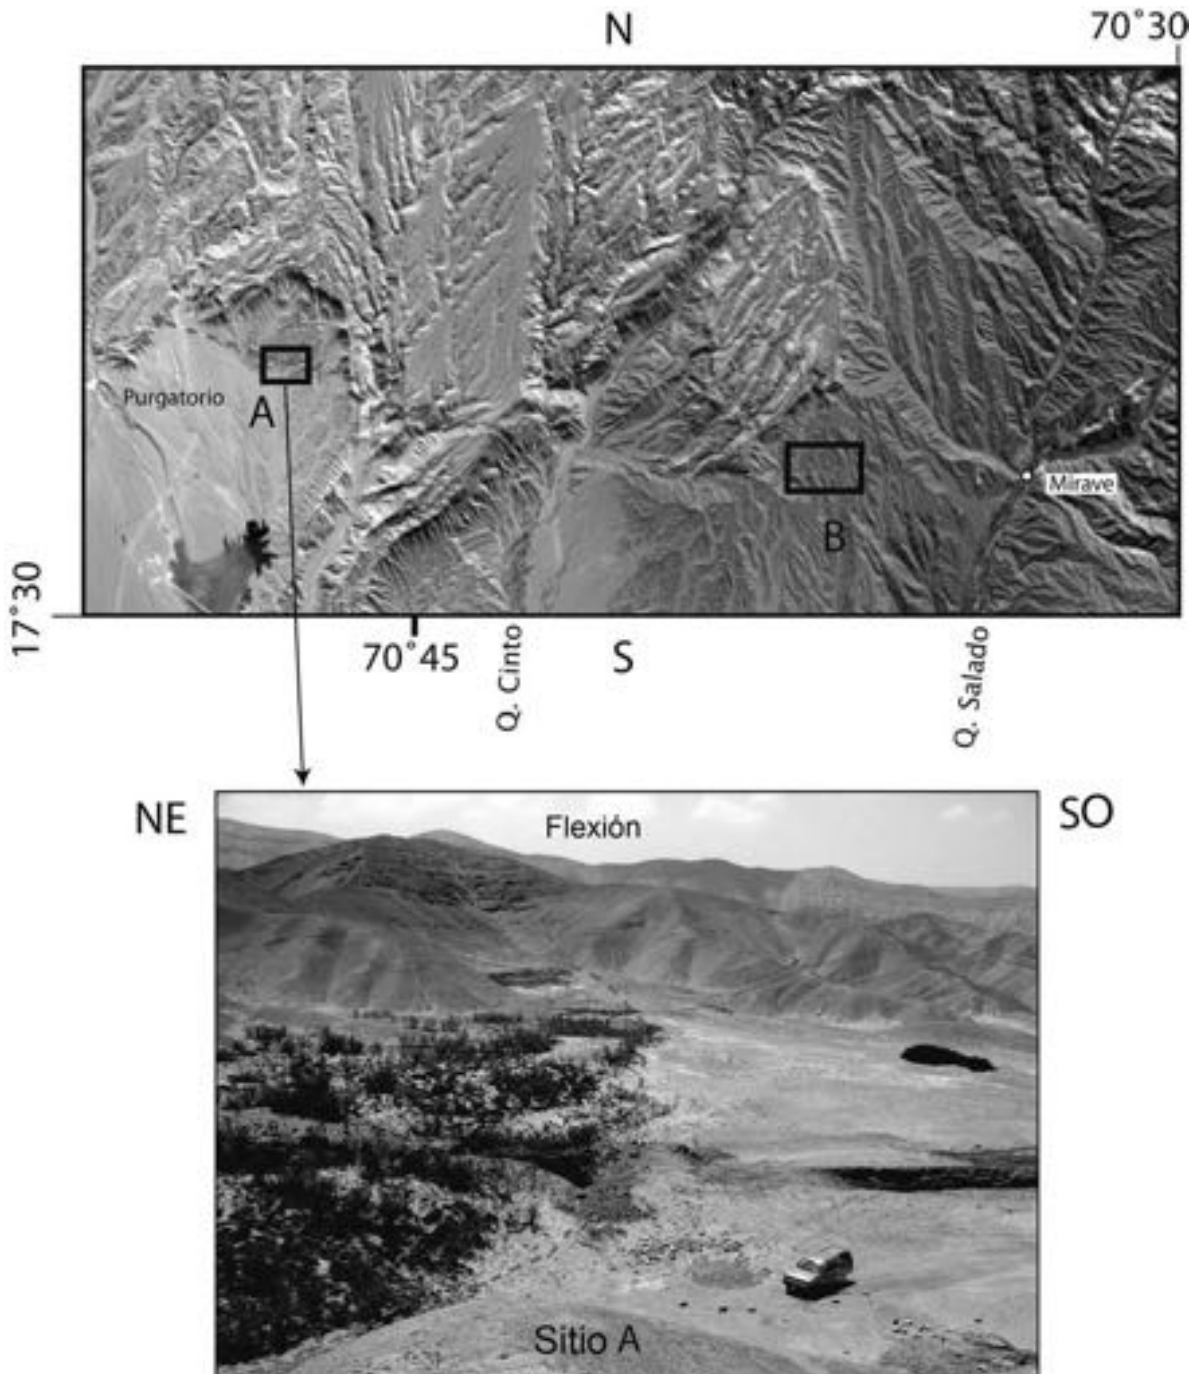 N
70°30
Purgatorio
A
B
Mirave
17°30
70°45
Q. Cinto
S
Q. Salado
NE
SO
Flexión
Sitio A